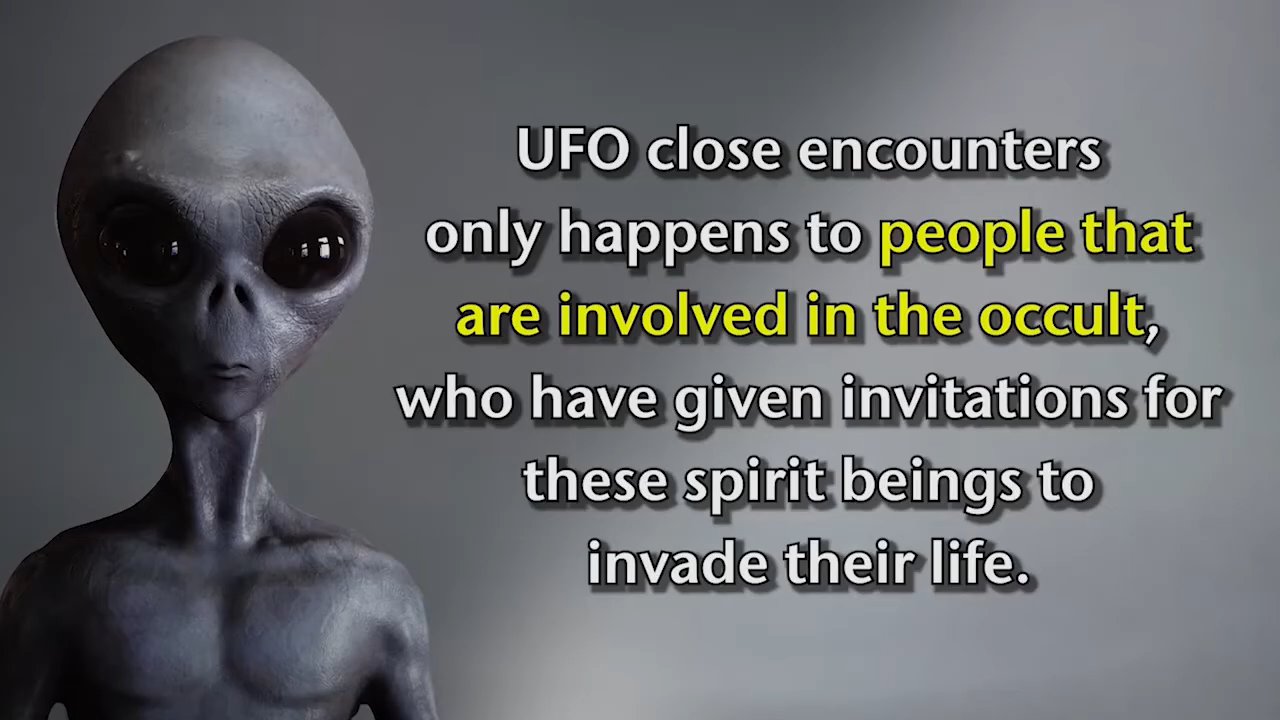 UFO close encounters
only happens to people that
are involved in the occult,
who have given invitations for
these spirit beings to
invade their life.